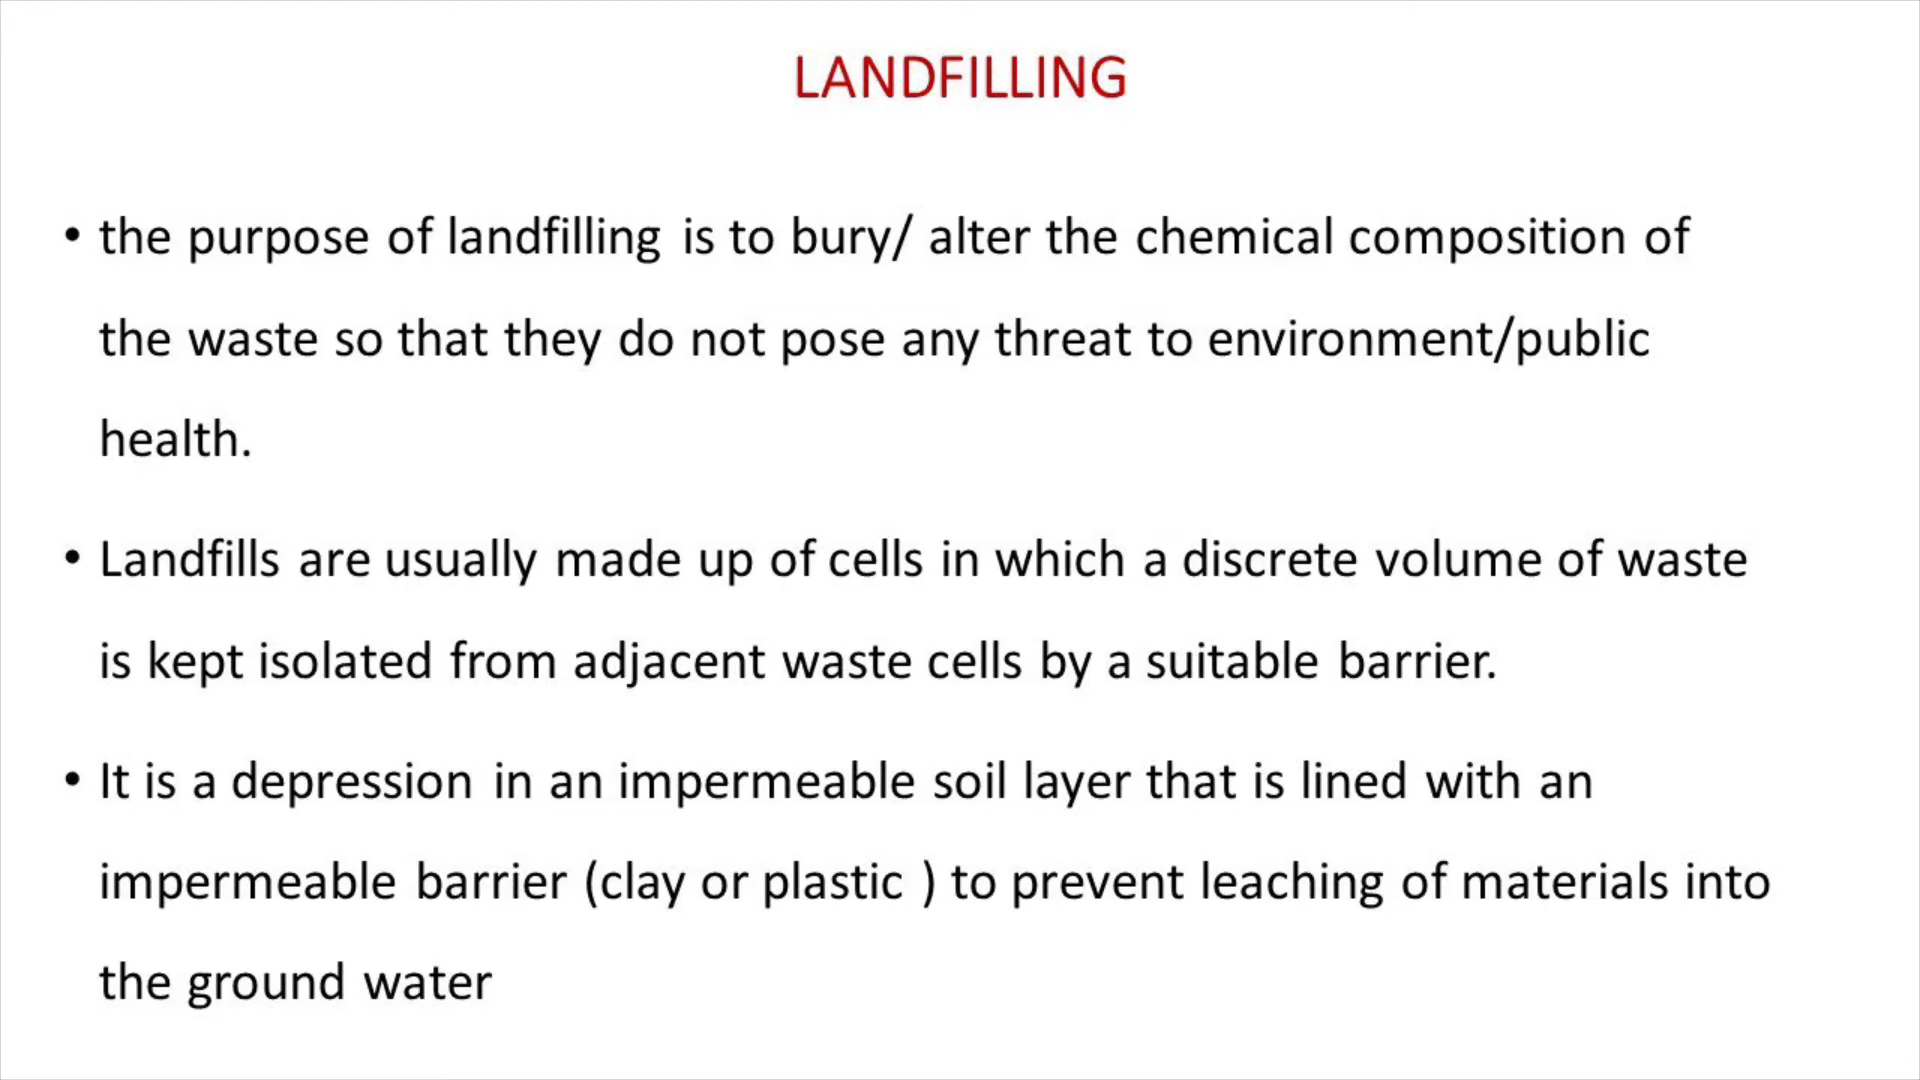 LANDFILLING
• the purpose of landfilling is to bury/ alter the chemical composition of
the waste so that they do not pose any threat to environment/public
health.
• Landfills are usually made up of cells in which a discrete volume of waste
is kept isolated from adjacent waste cells by a suitable barrier.
• It is a depression in an impermeable soil layer that is lined with an
impermeable barrier (clay or plastic ) to prevent leaching of materials into
the ground water